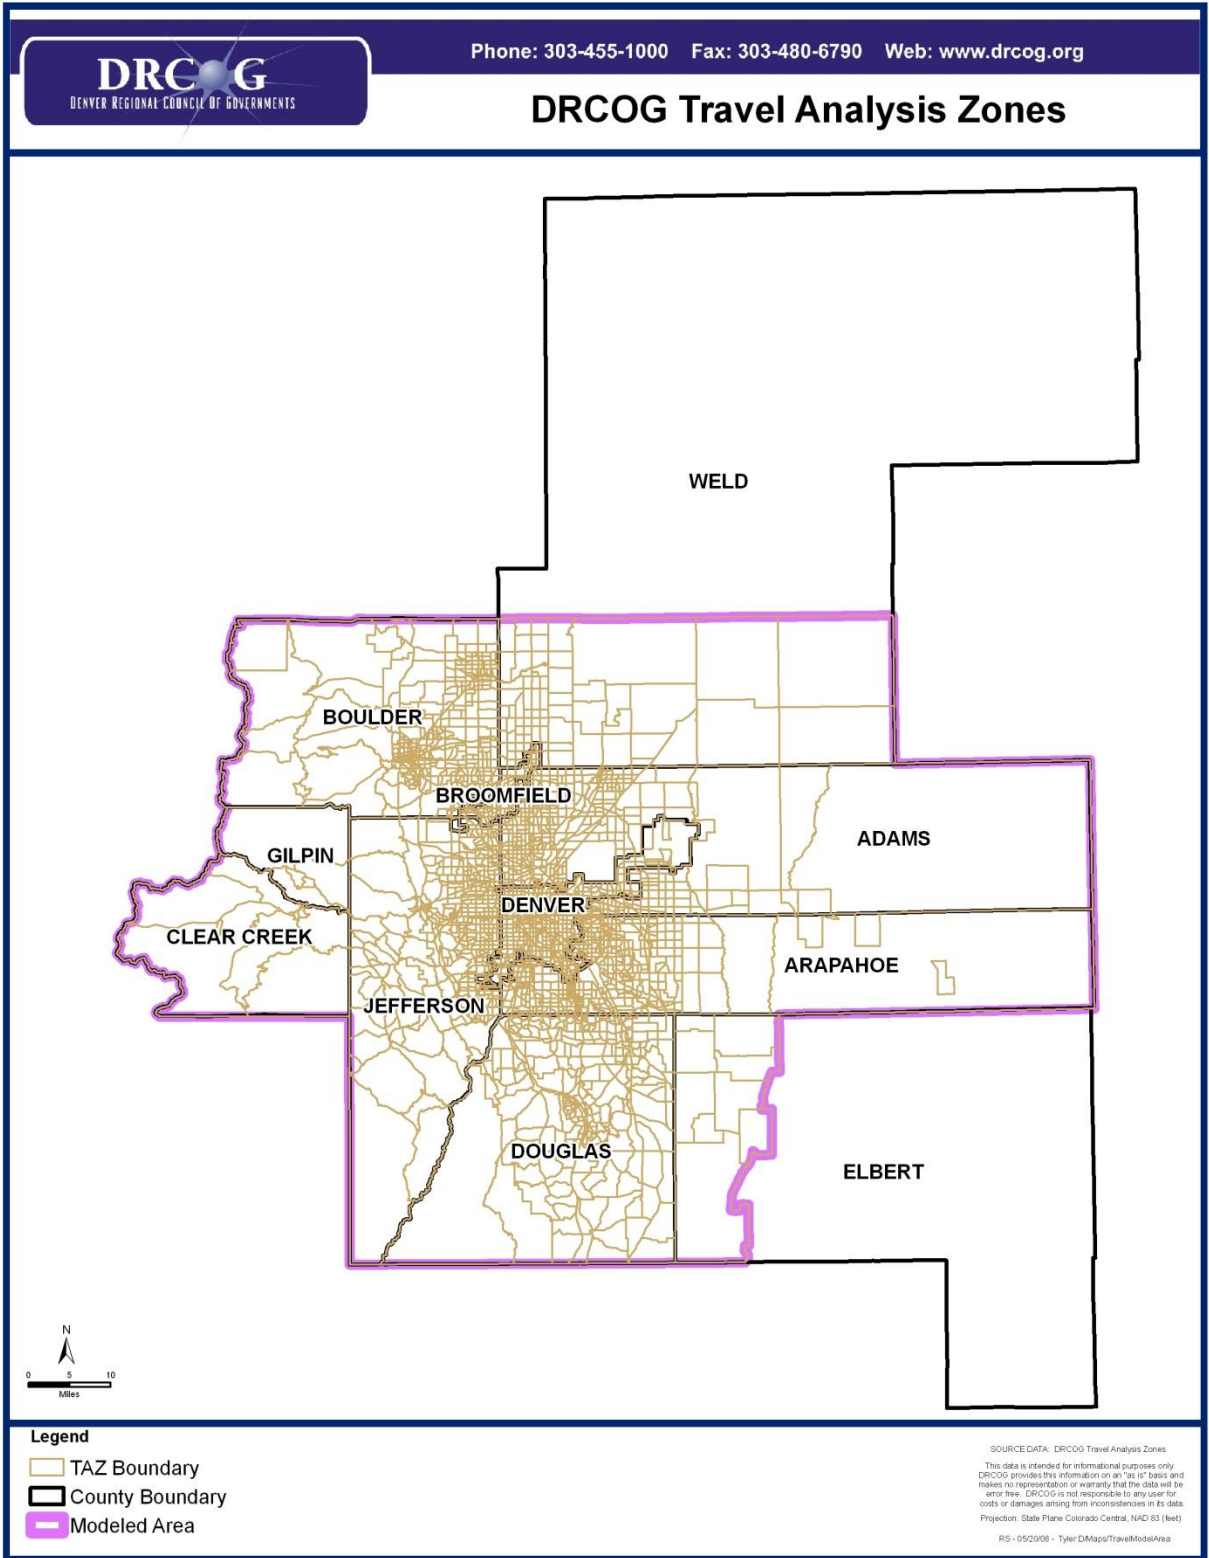 Phone: 303-455-1000 Fax: 303-480-6790 Web: www.drcog.org
DRCOG
DENVER REGIONAL COUNCIL OF GOVERNMENTS
DRCOG Travel Analysis Zones
WELD
BOULDER
BROOMFIELD
ADAMS
GILPIN
DENVER
CLEAR CREEK
ARAPAHOE
JEFFERSON
DOUGLAS
ELBERT
N
0 5 10
Miles
Legend
TAZ Boundary
County Boundary
Modeled Area
SOURCE DATA: DRCOG Travel Analysis Zones
This data is intended for informational purposes only.
DRCOG provides this information on an "as is" basis and
makes no representation or warranty that the data will be
error free. DRCOG is not responsible to any user for
costs or damages arising from inconsistencies in its data.
Projection: State Plane Colorado Central, NAD 83 (feet)
RS - 05/20/08 - Tyler D/Maps/TravelModelArea